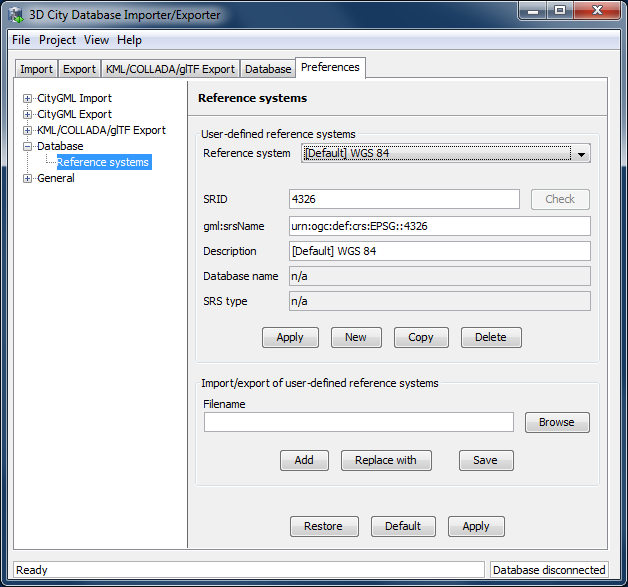 3D City Database Importer/Exporter
File Project View Help
Import Export KML/COLLADA/glTF Export Database Preferences
CityGML Import
CityGML Export
KML/COLLADA/glTF Export
Database
Reference systems
General
Reference systems
User-defined reference systems
Reference system [Default] WGS 84
SRID 4326 Check
gml:srsName urn:ogc:def:crs:EPSG::4326
Description [Default] WGS 84
Database name n/a
SRS type n/a
Apply New Copy Delete
Import/export of user-defined reference systems
Filename
Browse
Add Replace with Save
Restore Default Apply
Ready Database disconnected